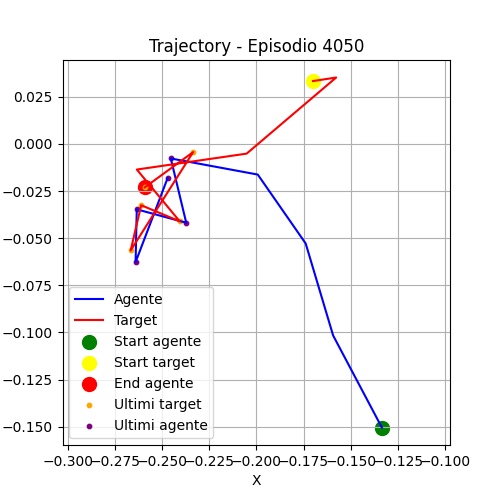 Trajectory - Episodio 4050
0.025
0.000
−0.025
−0.050
−0.075
−0.100
−0.125
−0.150
Agente
Target
Start agente
Start target
End agente
Ultimi target
Ultimi agente
−0.300 −0.275 −0.250 −0.225 −0.200 −0.175 −0.150 −0.125 −0.100
X